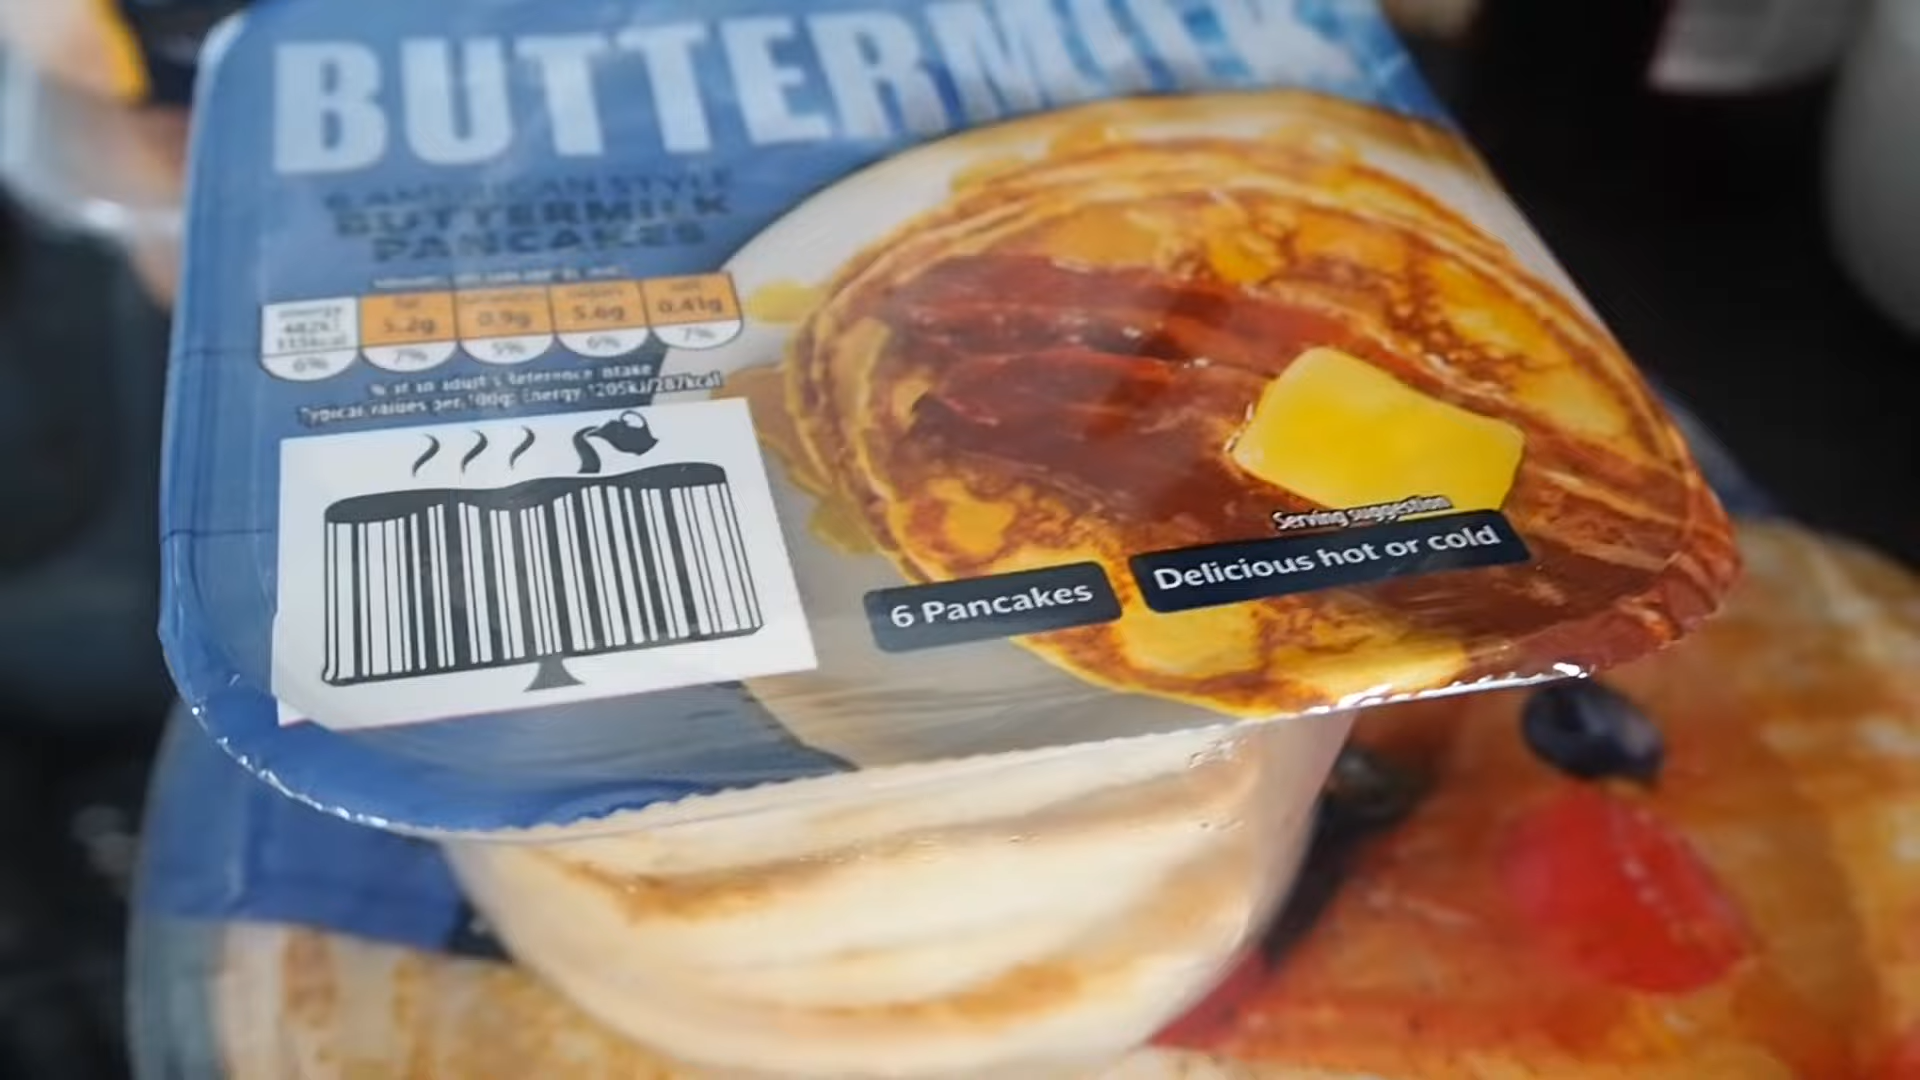 BUTTERMILK
6 AMERICAN STYLE
BUTTERMILK
PANCAKES
energy fat saturates sugars salt
482kJ 5.2g 0.9g 5.6g 0.41g
115kcal
6% 7% 5% 6% 7%
% of an adult's reference intake
Typical values per 100g: Energy 1205kJ/287kcal
Serving suggestion
6 Pancakes
Delicious hot or cold